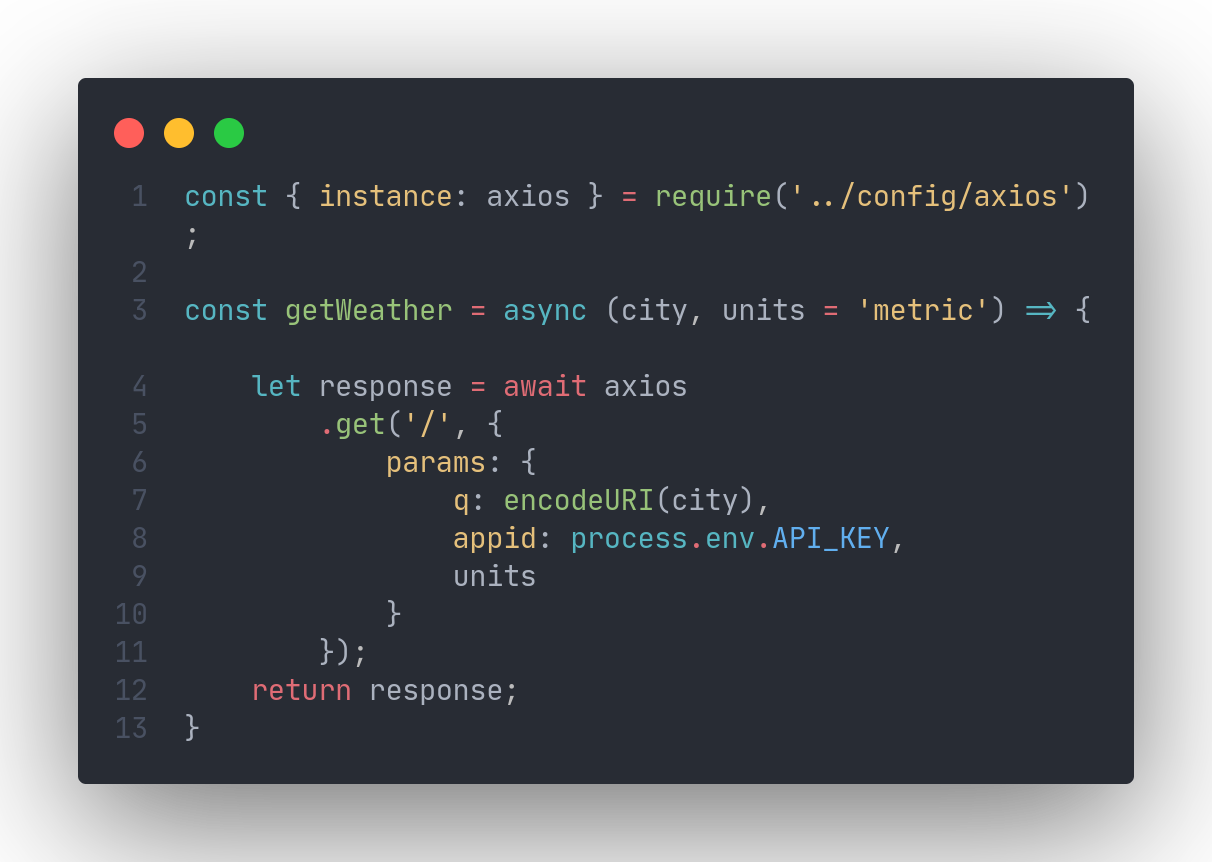 1 const { instance: axios } = require('../config/axios')
;
2
3 const getWeather = async (city, units = 'metric') => {
4     let response = await axios
5         .get('/', {
6             params: {
7                 q: encodeURI(city),
8                 appid: process.env.API_KEY,
9                 units
10             }
11         });
12     return response;
13 }